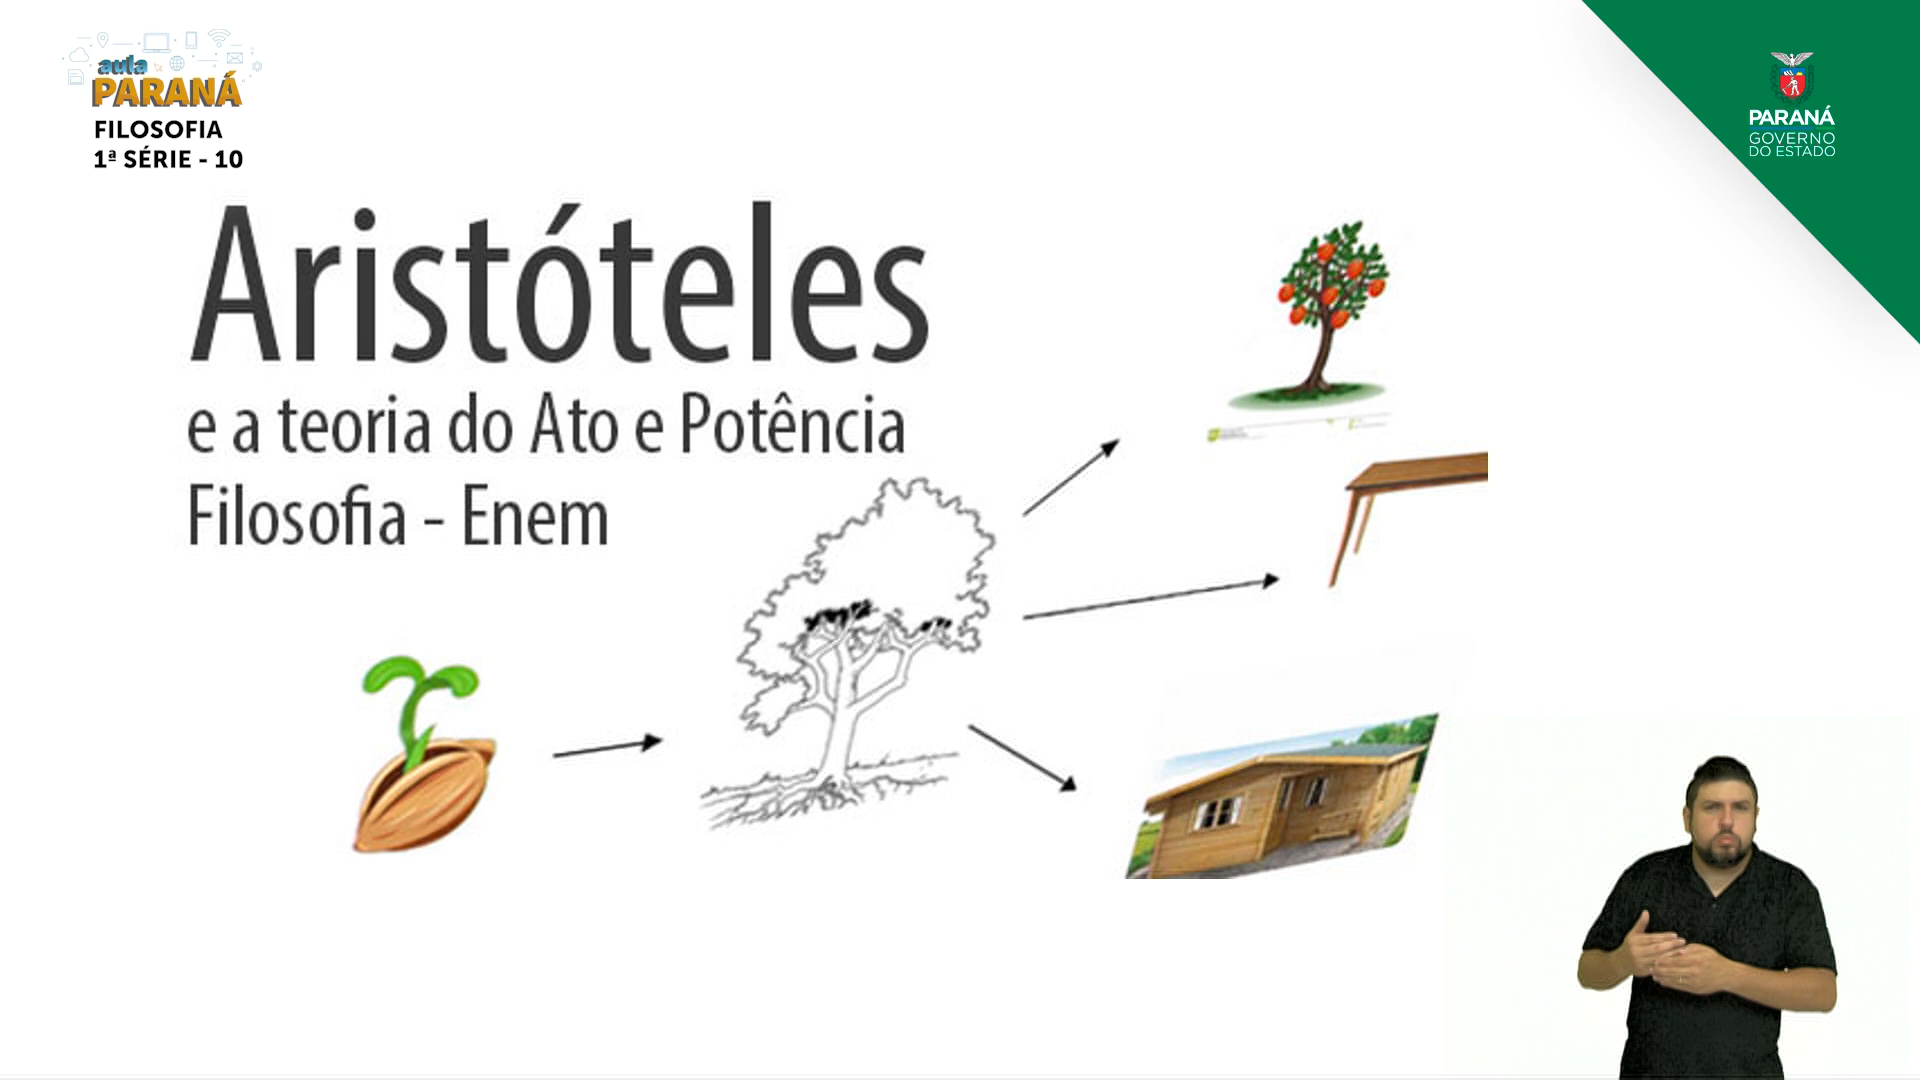 aula
PARANÁ
FILOSOFIA
1ª SÉRIE - 10
PARANÁ
GOVERNO
DO ESTADO
Aristóteles
e a teoria do Ato e Potência
Filosofia - Enem